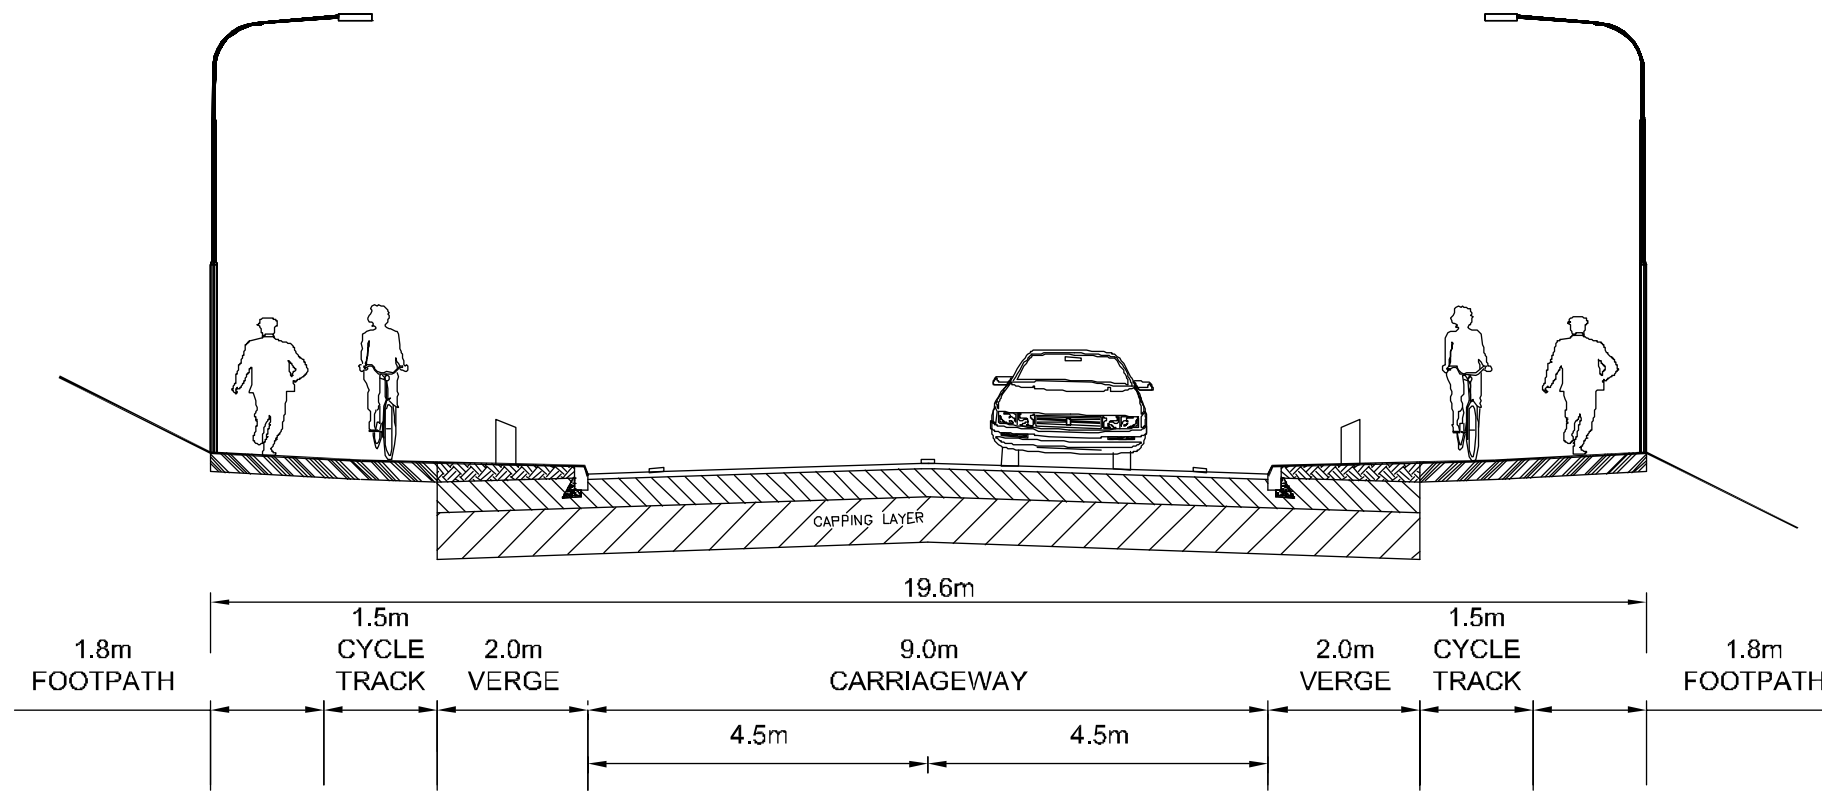 CAPPING LAYER
19.6m
1.8m
FOOTPATH
1.5m
CYCLE
TRACK
2.0m
VERGE
9.0m
CARRIAGEWAY
2.0m
VERGE
1.5m
CYCLE
TRACK
1.8m
FOOTPATH
4.5m
4.5m